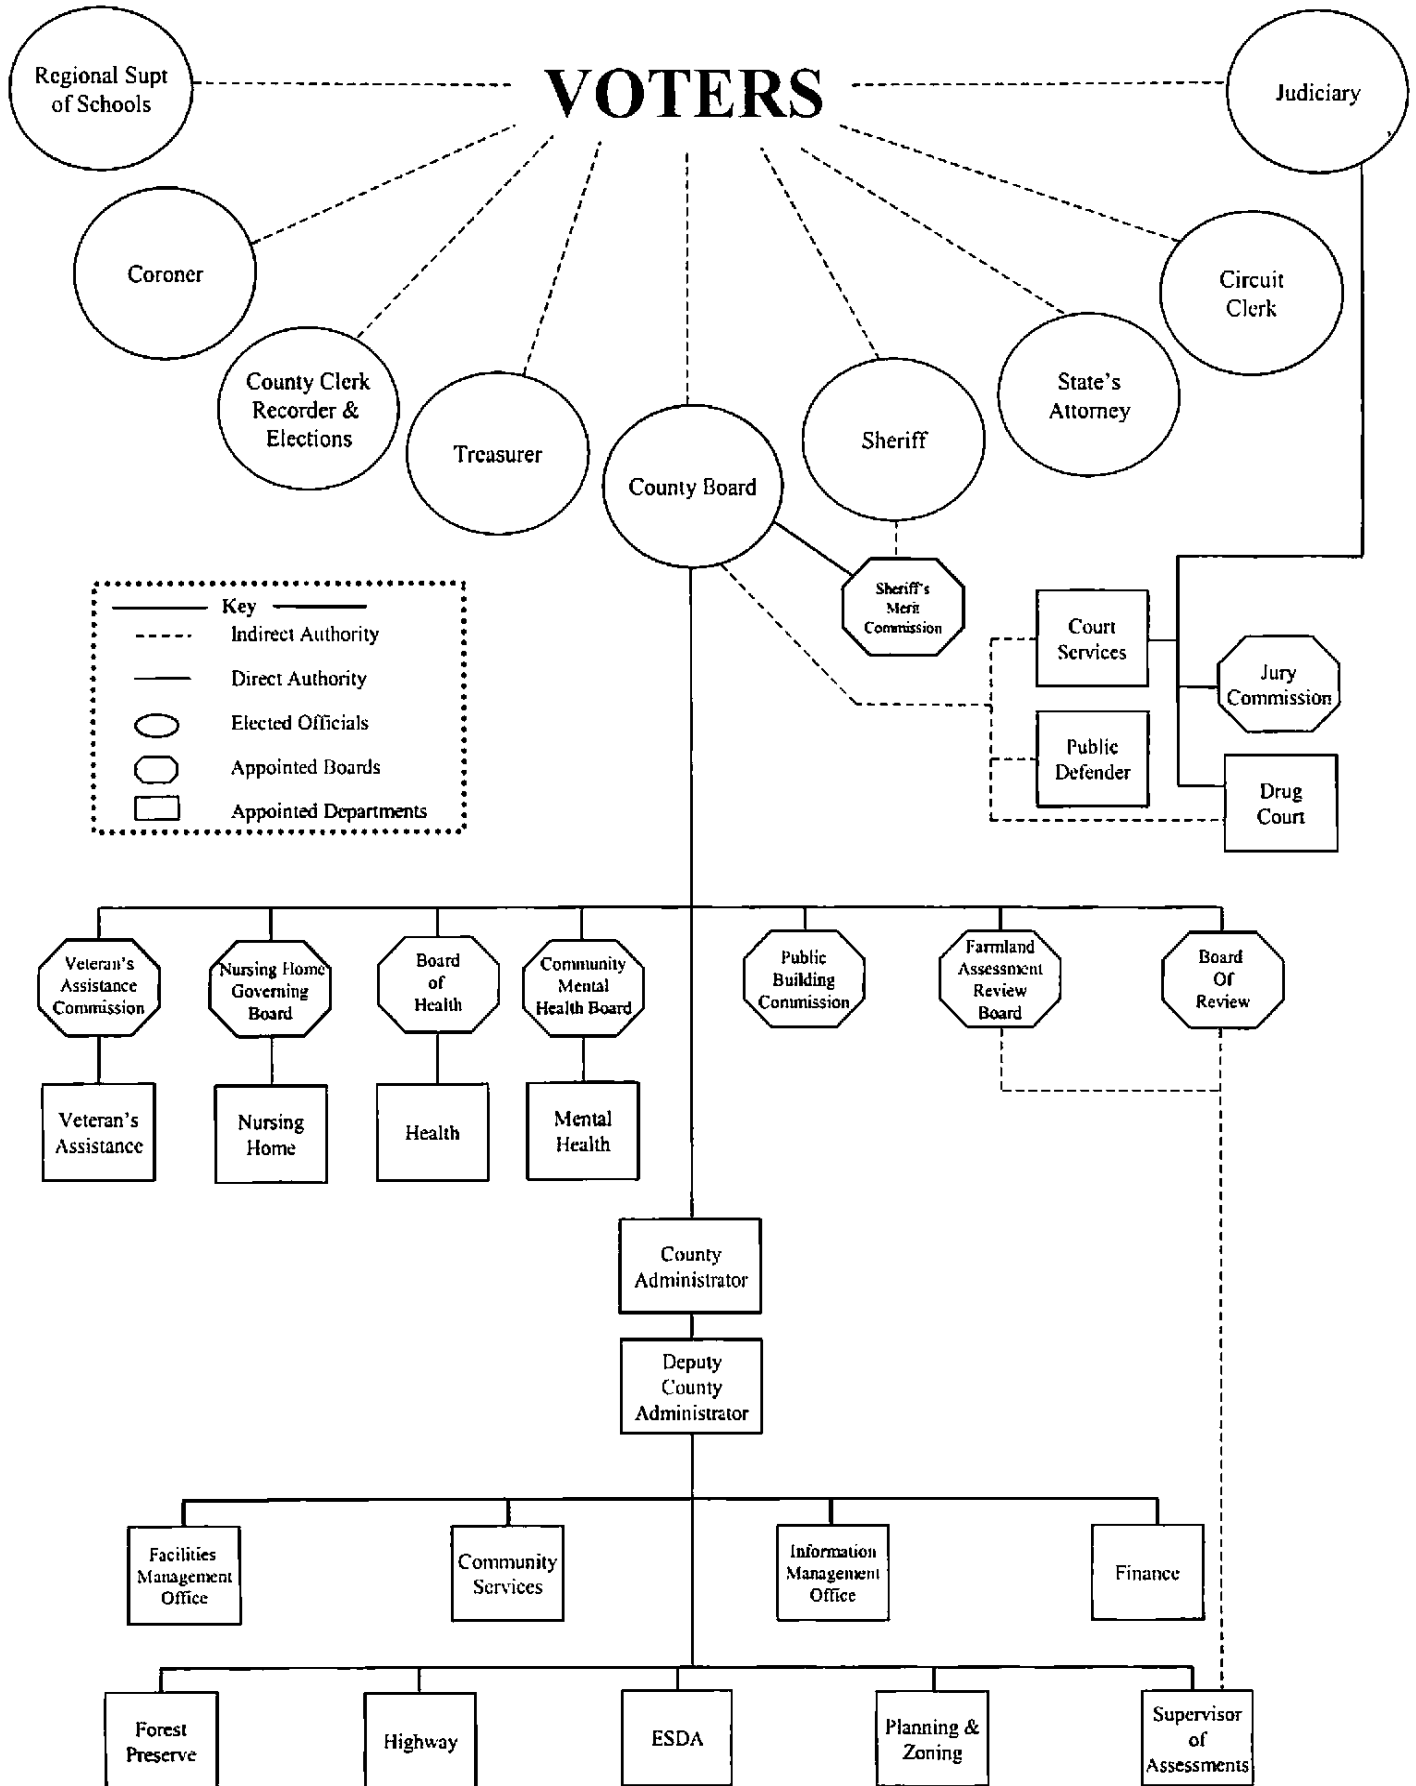 VOTERS
Regional Supt
of Schools
Judiciary
Coroner
Circuit
Clerk
County Clerk
Recorder &
Elections
Treasurer
County Board
Sheriff
State's
Attorney
Sheriff's
Merit
Commission
Key
Indirect Authority
Direct Authority
Elected Officials
Appointed Boards
Appointed Departments
Court
Services
Jury
Commission
Public
Defender
Drug
Court
Veteran's
Assistance
Commission
Nursing Home
Governing
Board
Board
of
Health
Community
Mental
Health Board
Public
Building
Commission
Farmland
Assessment
Review
Board
Board
Of
Review
Veteran's
Assistance
Nursing
Home
Health
Mental
Health
County
Administrator
Deputy
County
Administrator
Facilities
Management
Office
Community
Services
Information
Management
Office
Finance
Forest
Preserve
Highway
ESDA
Planning &
Zoning
Supervisor
of
Assessments